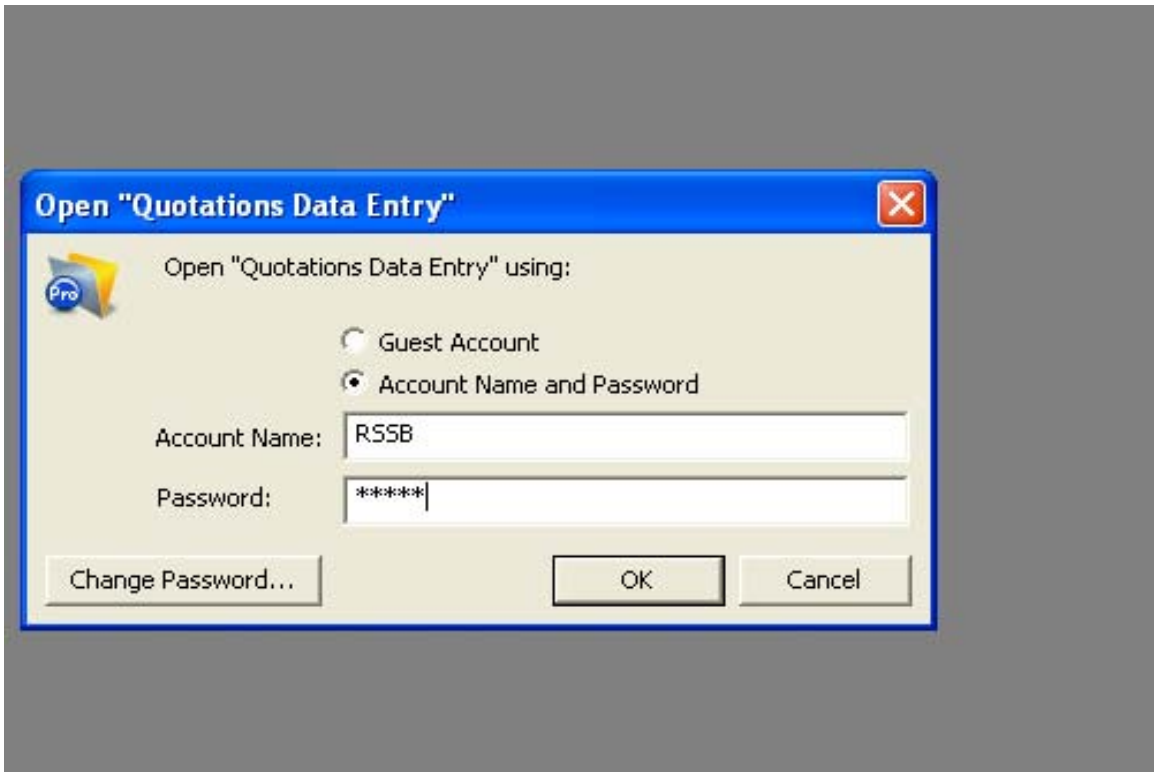 Open "Quotations Data Entry"
Pro
Open "Quotations Data Entry" using:
Guest Account
Account Name and Password
Account Name: RSSB
Password: *****
Change Password... OK Cancel